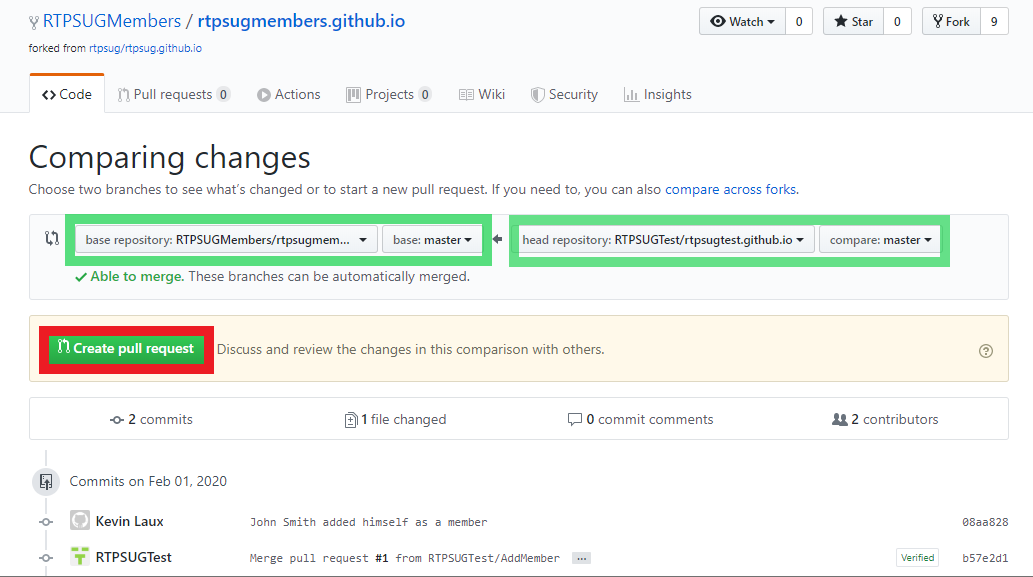 RTPSUGMembers / rtpsugmembers.github.io
Watch 0 Star 0 Fork 9
forked from rtpsug/rtpsug.github.io
Code Pull requests 0 Actions Projects 0 Wiki Security Insights
Comparing changes
Choose two branches to see what's changed or to start a new pull request. If you need to, you can also compare across forks.
base repository: RTPSUGMembers/rtpsugmem... base: master head repository: RTPSUGTest/rtpsugtest.github.io compare: master
Able to merge. These branches can be automatically merged.
Create pull request Discuss and review the changes in this comparison with others.
2 commits 1 file changed 0 commit comments 2 contributors
Commits on Feb 01, 2020
Kevin Laux John Smith added himself as a member 08aa828
RTPSUGTest Merge pull request #1 from RTPSUGTest/AddMember ... Verified b57e2d1